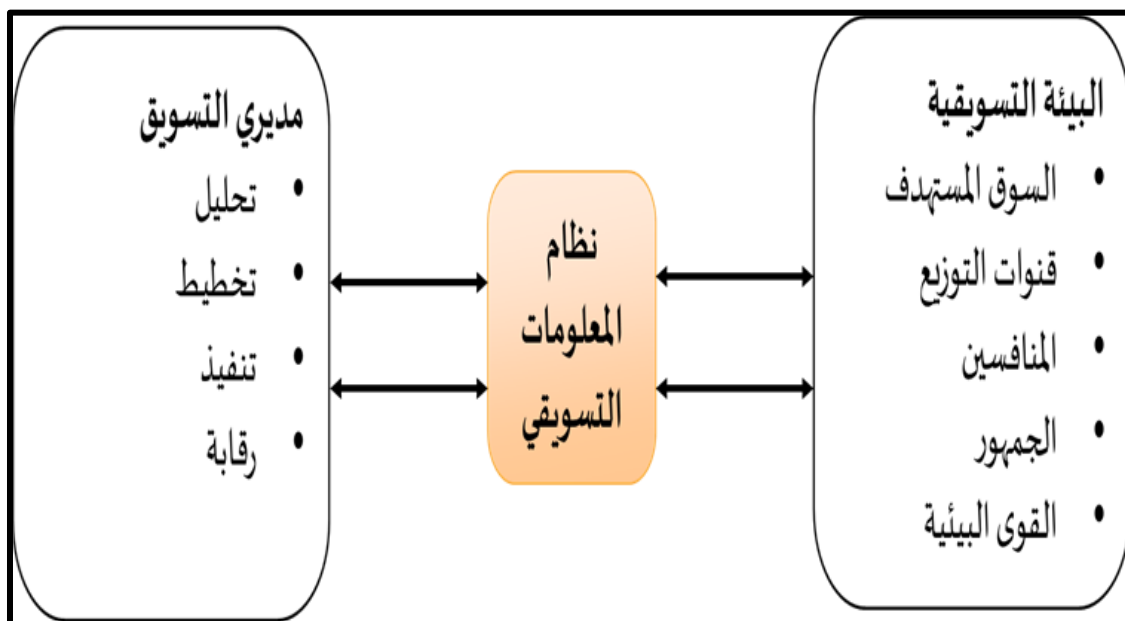 البيئة التسويقية
• السوق المستهدف
• قنوات التوزيع
• المنافسين
• الجمهور
• القوى البيئية
نظام
المعلومات
التسويقي
مديري التسويق
• تحليل
• تخطيط
• تنفيذ
• رقابة